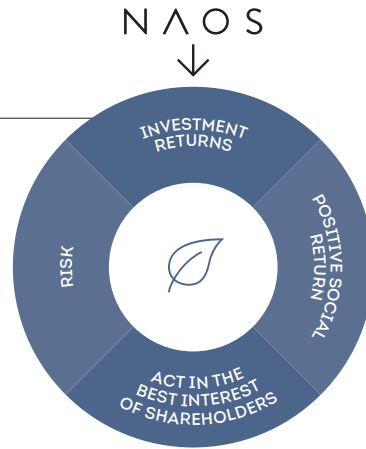 NAOS
INVESTMENT
RETURNS
POSITIVE SOCIAL
RETURN
RISK
ACT IN THE
BEST INTEREST
OF SHAREHOLDERS